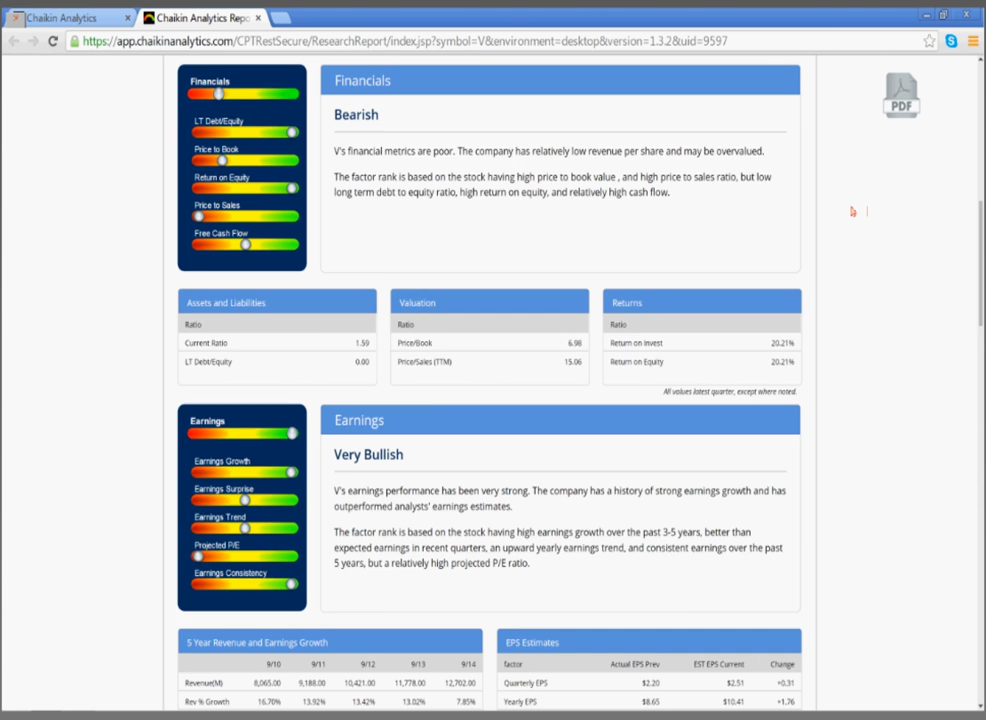 Chaikin Analytics
Chaikin Analytics Repo
https://app.chaikinanalytics.com/CPTRestSecure/ResearchReport/index.jsp?symbol=V&environment=desktop&version=1.3.2&uid=9597
PDF
Financials
LT Debt/Equity
Price to Book
Return on Equity
Price to Sales
Free Cash Flow
Financials
Bearish
V's financial metrics are poor. The company has relatively low revenue per share and may be overvalued.
The factor rank is based on the stock having high price to book value , and high price to sales ratio, but low
long term debt to equity ratio, high return on equity, and relatively high cash flow.
Assets and Liabilities
Ratio
Current Ratio 1.59
LT Debt/Equity 0.00
Valuation
Ratio
Price/Book 6.98
Price/Sales (TTM) 15.06
Returns
Ratio
Return on Invest 20.21%
Return on Equity 20.21%
All values latest quarter, except where noted.
Earnings
Earnings Growth
Earnings Surprise
Earnings Trend
Projected P/E
Earnings Consistency
Earnings
Very Bullish
V's earnings performance has been very strong. The company has a history of strong earnings growth and has
outperformed analysts' earnings estimates.
The factor rank is based on the stock having high earnings growth over the past 3-5 years, better than
expected earnings in recent quarters, an upward yearly earnings trend, and consistent earnings over the past
5 years, but a relatively high projected P/E ratio.
5 Year Revenue and Earnings Growth
9/10 9/11 9/12 9/13 9/14
Revenue(M) 8,065.00 9,188.00 10,421.00 11,778.00 12,702.00
Rev % Growth 16.70% 13.92% 13.42% 13.02% 7.85%
EPS Estimates
factor Actual EPS Prev EST EPS Current Change
Quarterly EPS $2.20 $2.51 +0.31
Yearly EPS $8.65 $10.41 +1.76